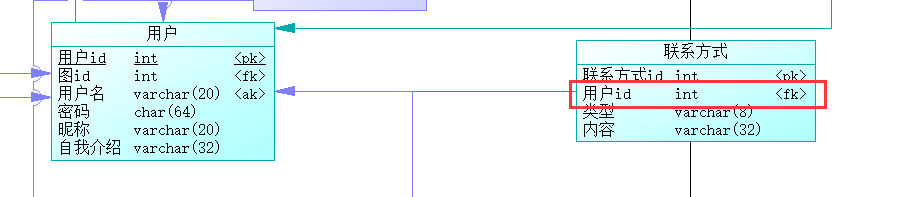 用户
用户id int <pk>
图id int <fk>
用户名 varchar(20) <ak>
密码 char(64)
昵称 varchar(20)
自我介绍 varchar(32)
联系方式
联系方式id int <pk>
用户id int <fk>
类型 varchar(8)
内容 varchar(32)